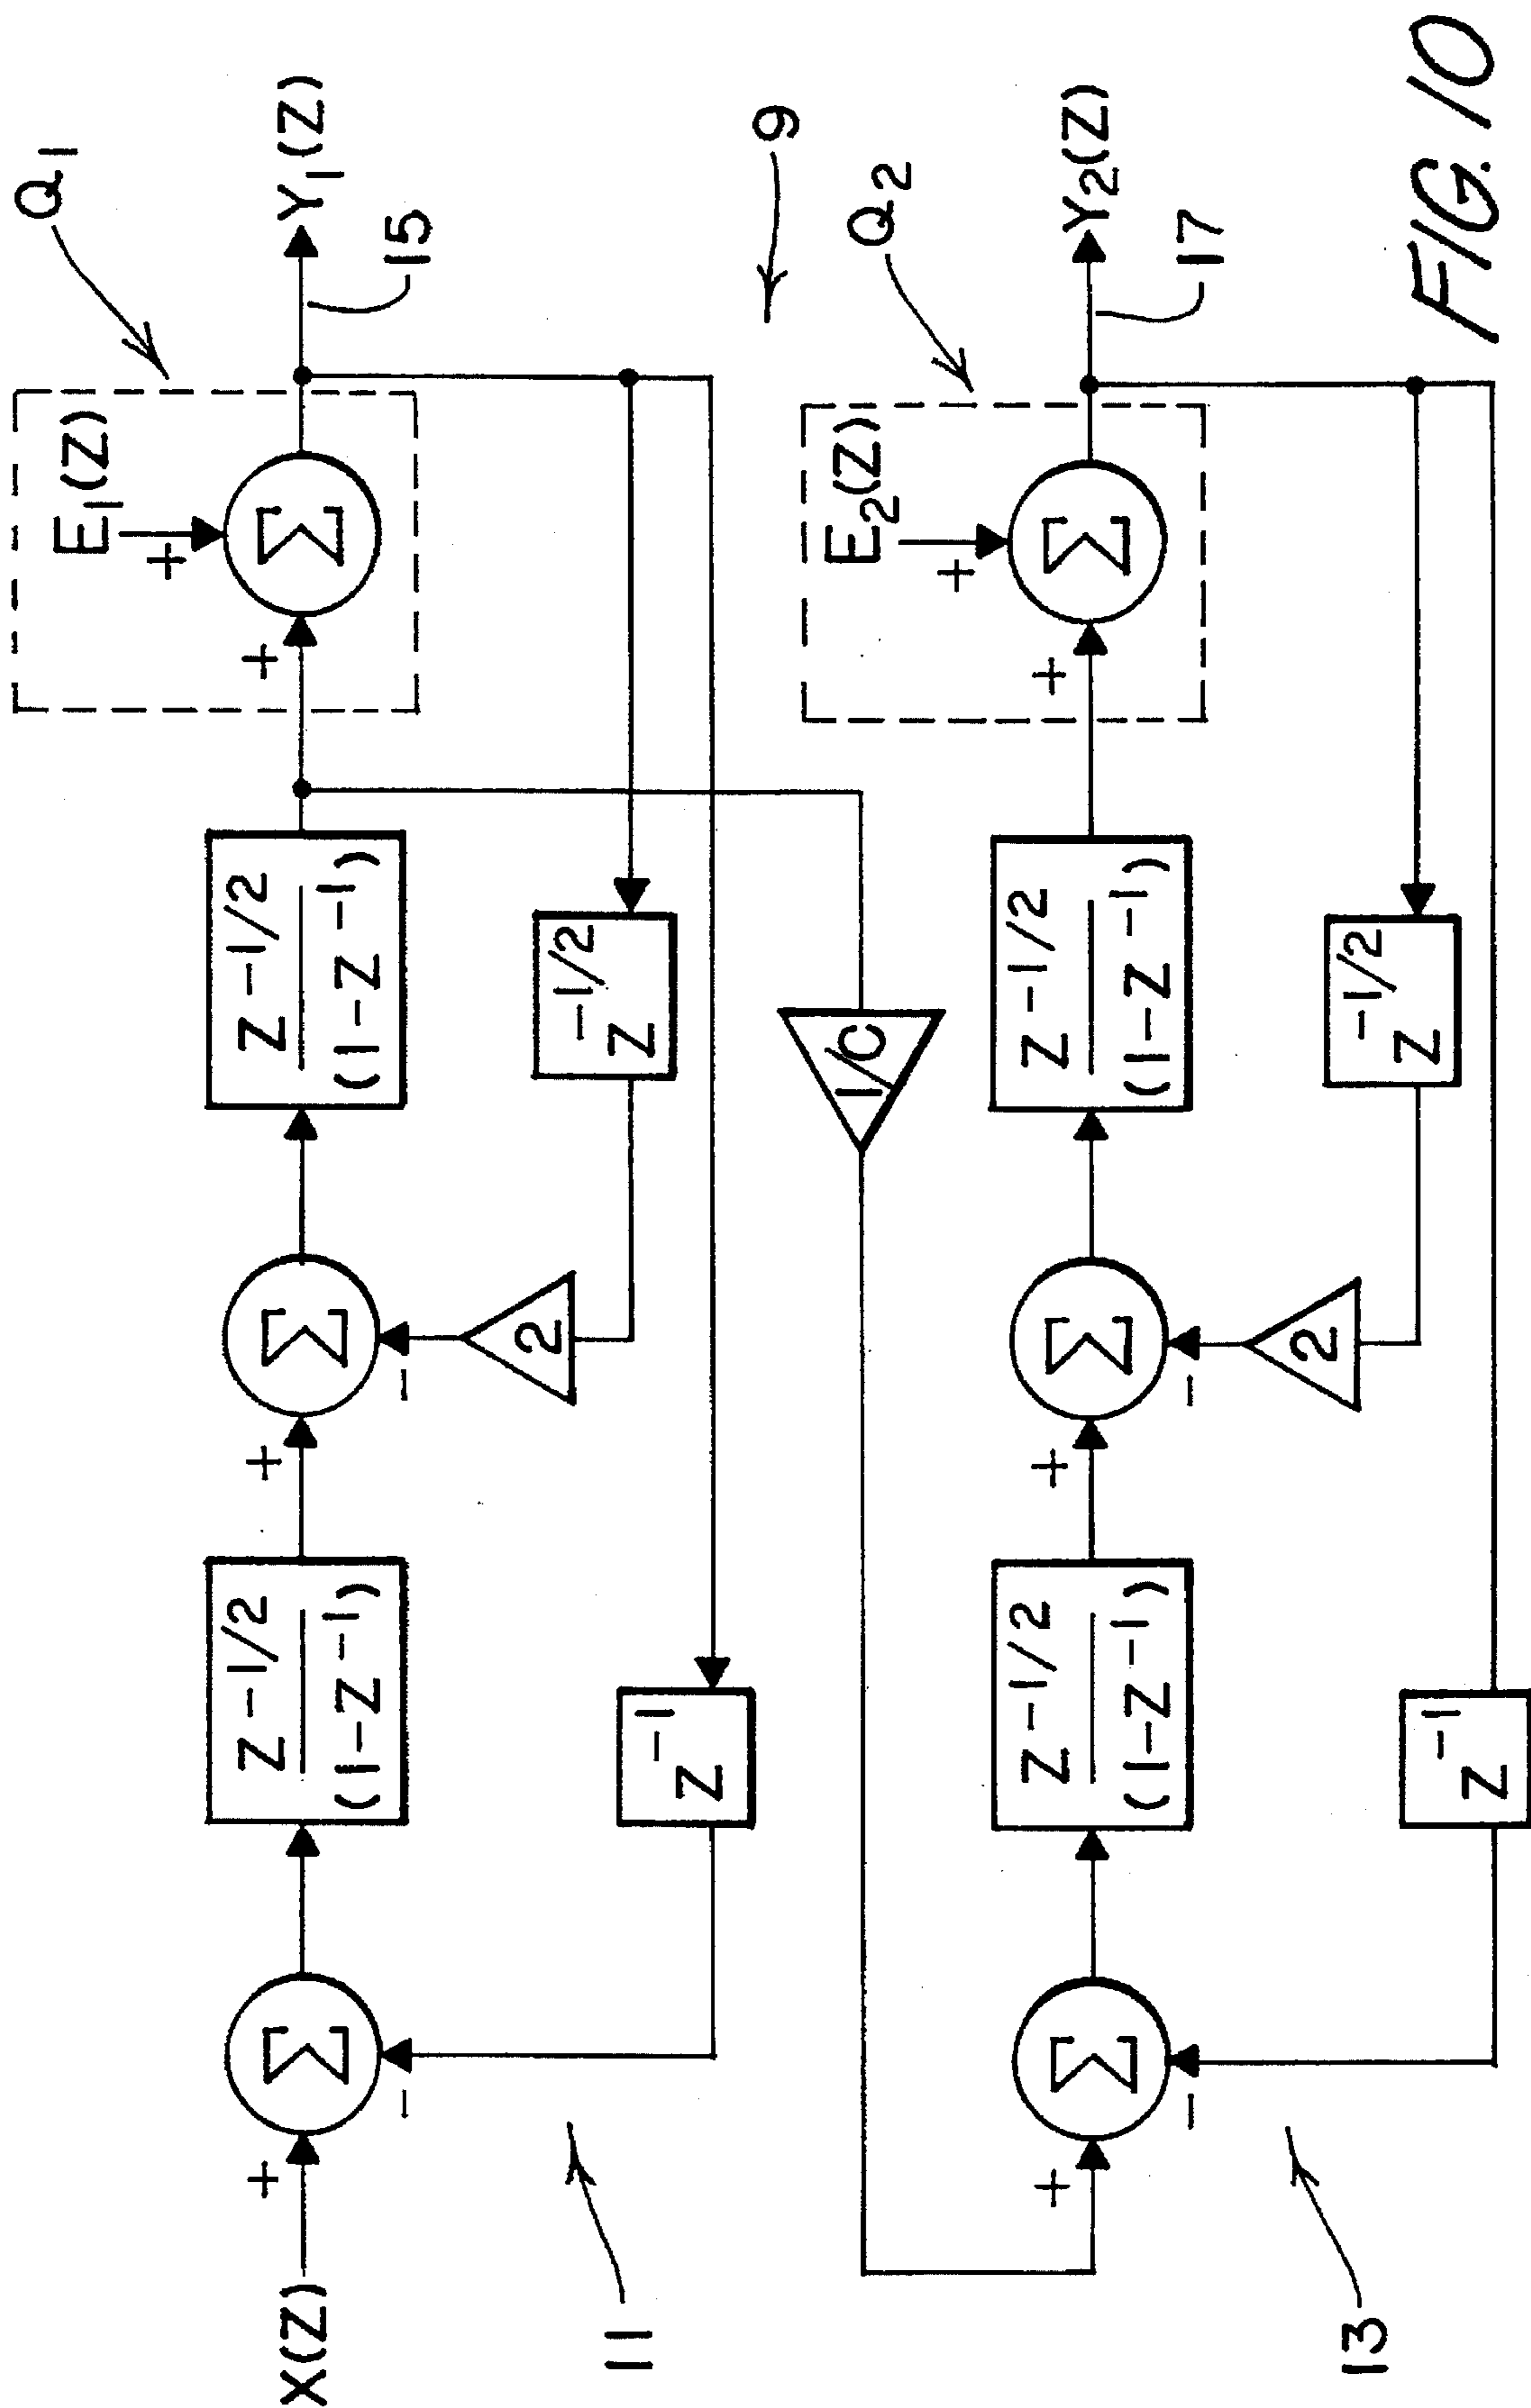 Q1
E1(Z)
X(Z)
+
-
Σ
Z^-1/2
(1-Z^-1)
+
-
Σ
Z^-1/2
(1-Z^-1)
+
+
Σ
Y1(Z)
15
2
Z^-1/2
Z^-1
11
9
1/C
Q2
E2(Z)
+
-
Σ
Z^-1/2
(1-Z^-1)
+
-
Σ
Z^-1/2
(1-Z^-1)
+
+
Σ
Y2(Z)
17
2
Z^-1/2
Z^-1
13
FIG. 10